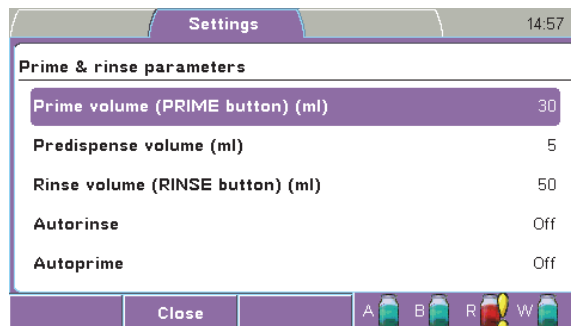 Settings 14:57
Prime & rinse parameters
Prime volume (PRIME button) (ml) 30
Predispense volume (ml) 5
Rinse volume (RINSE button) (ml) 50
Autorinse Off
Autoprime Off
Close A B R W